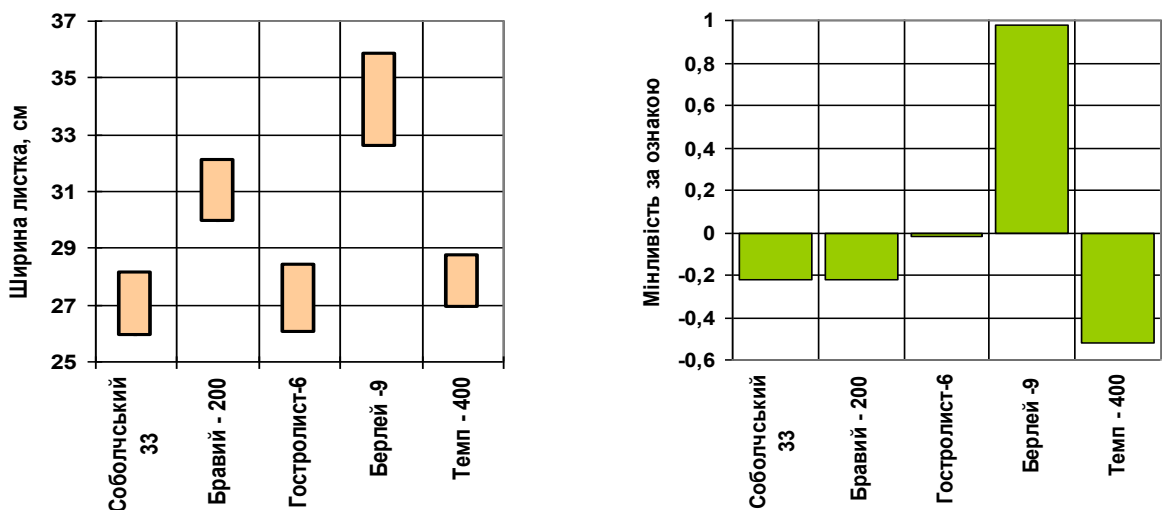 Ширина листка, см
37
35
33
31
29
27
25
Соболчський
33
Бравий - 200
Гостролист-6
Берлей -9
Темп - 400
Мінливість за ознакою
1
0,8
0,6
0,4
0,2
0
-0,2
-0,4
-0,6
Соболчський
33
Бравий - 200
Гостролист-6
Берлей -9
Темп - 400